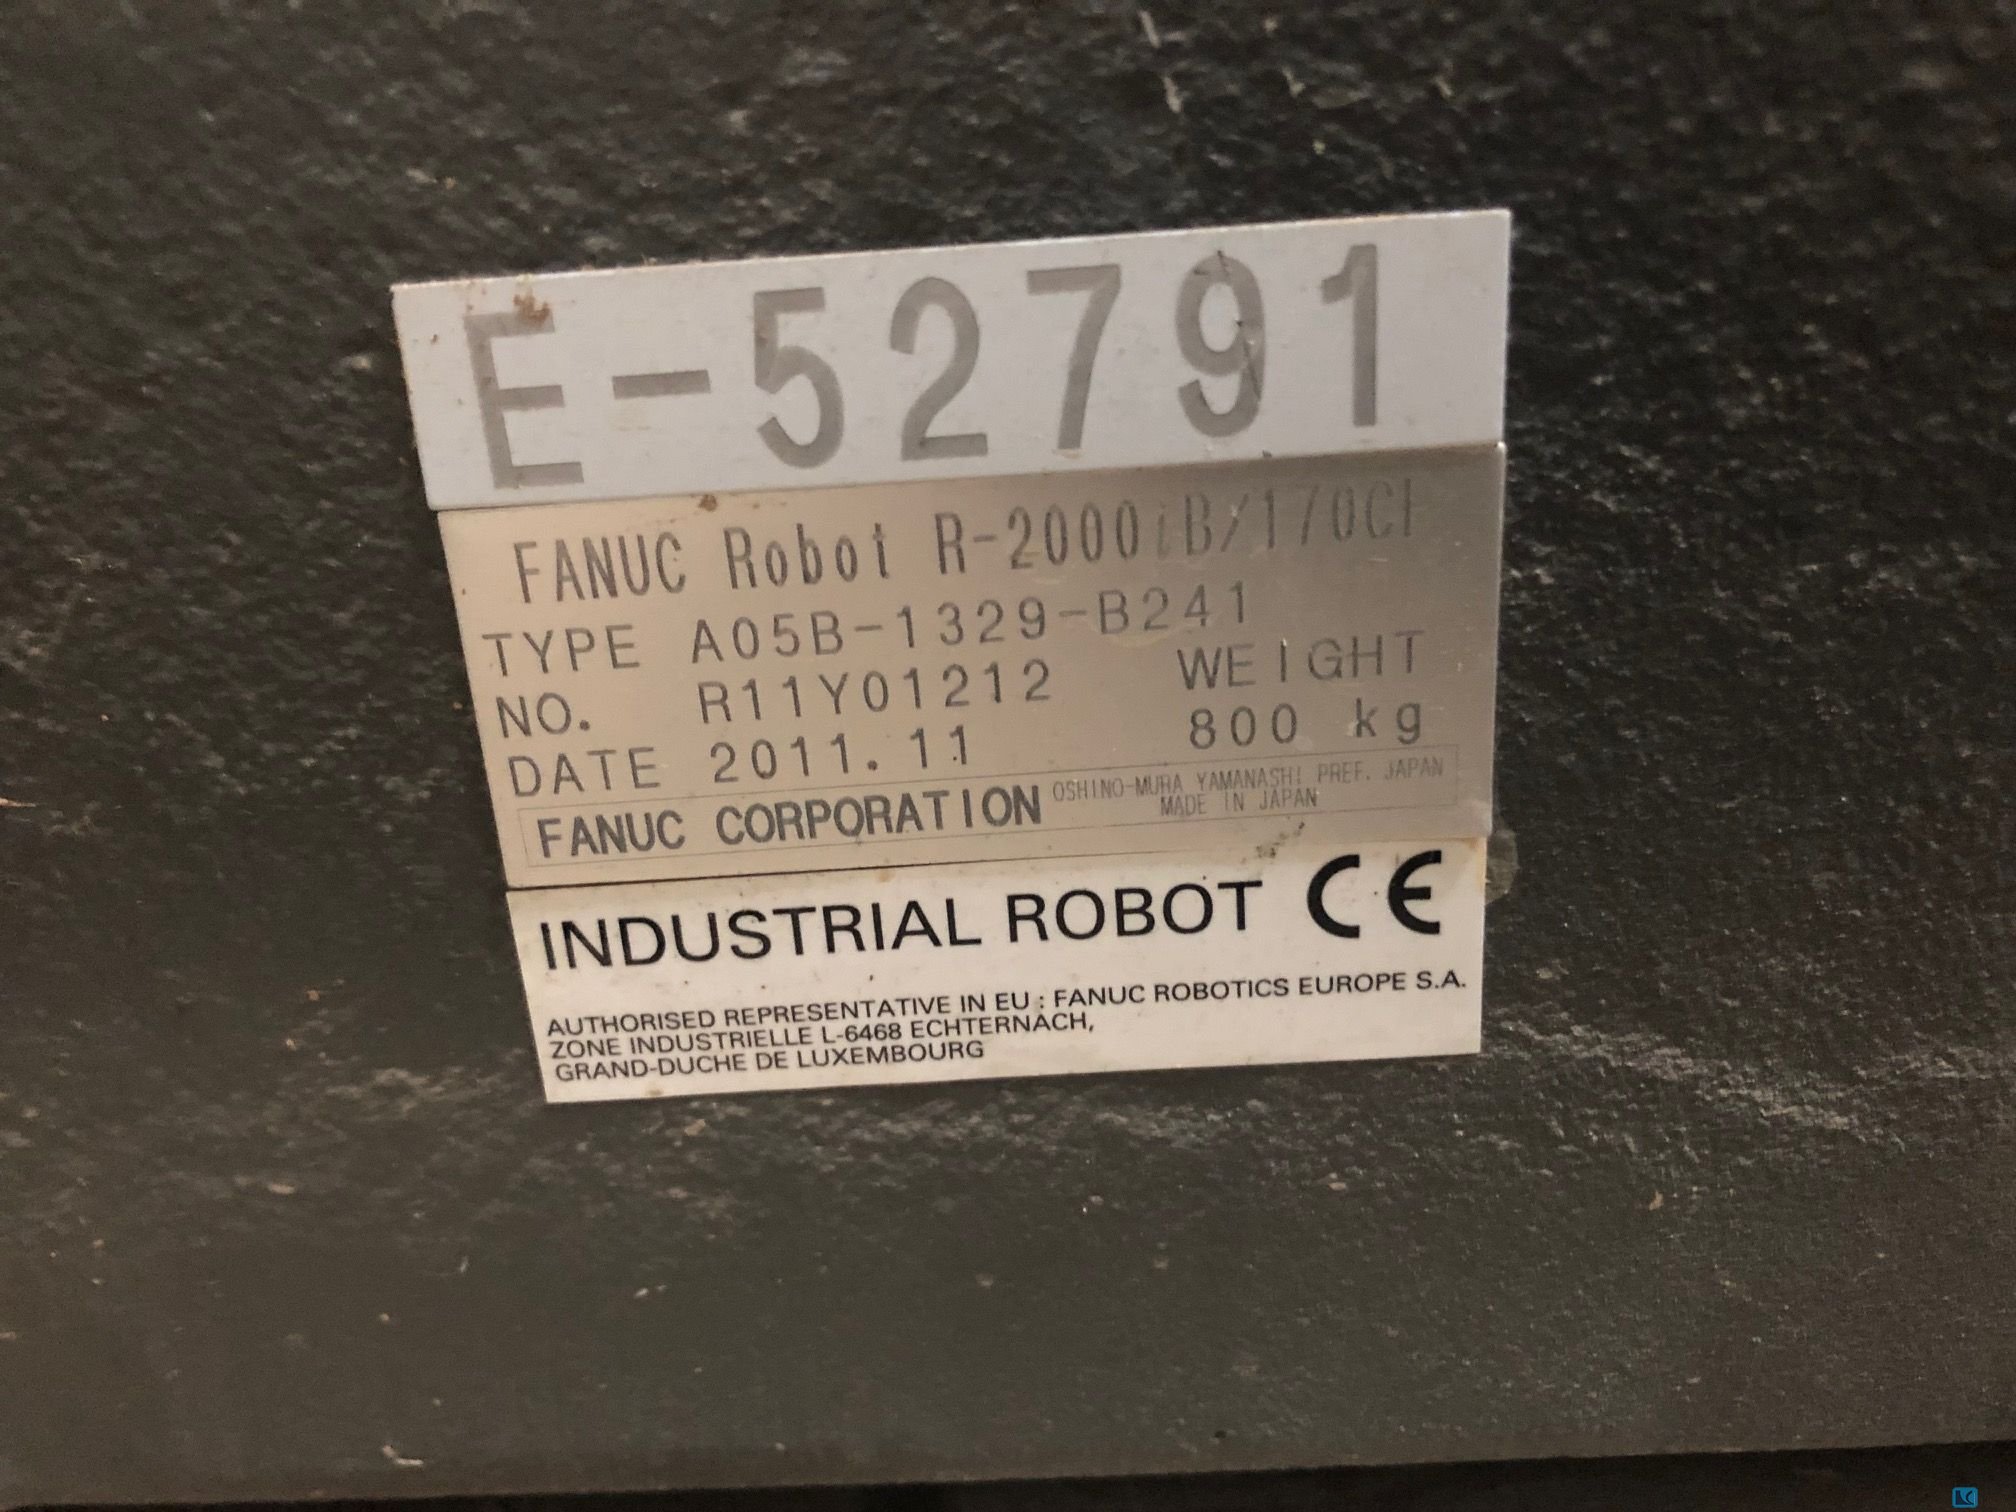 E-52791
FANUC Robot R-2000iB/170CF
TYPE A05B-1329-B241
NO. R11Y01212 WEIGHT
DATE 2011.11 800 kg
FANUC CORPORATION OSHINO-MURA YAMANASHI PREF. JAPAN
MADE IN JAPAN
INDUSTRIAL ROBOT CE
AUTHORISED REPRESENTATIVE IN EU : FANUC ROBOTICS EUROPE S.A.
ZONE INDUSTRIELLE L-6468 ECHTERNACH,
GRAND-DUCHE DE LUXEMBOURG